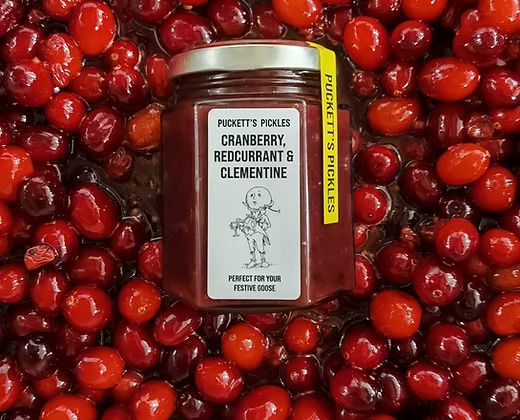 PUCKETT'S PICKLES
CRANBERRY,
REDCURRANT &
CLEMENTINE
PERFECT FOR YOUR
FESTIVE GOOSE
PUCKETT'S PICKLES